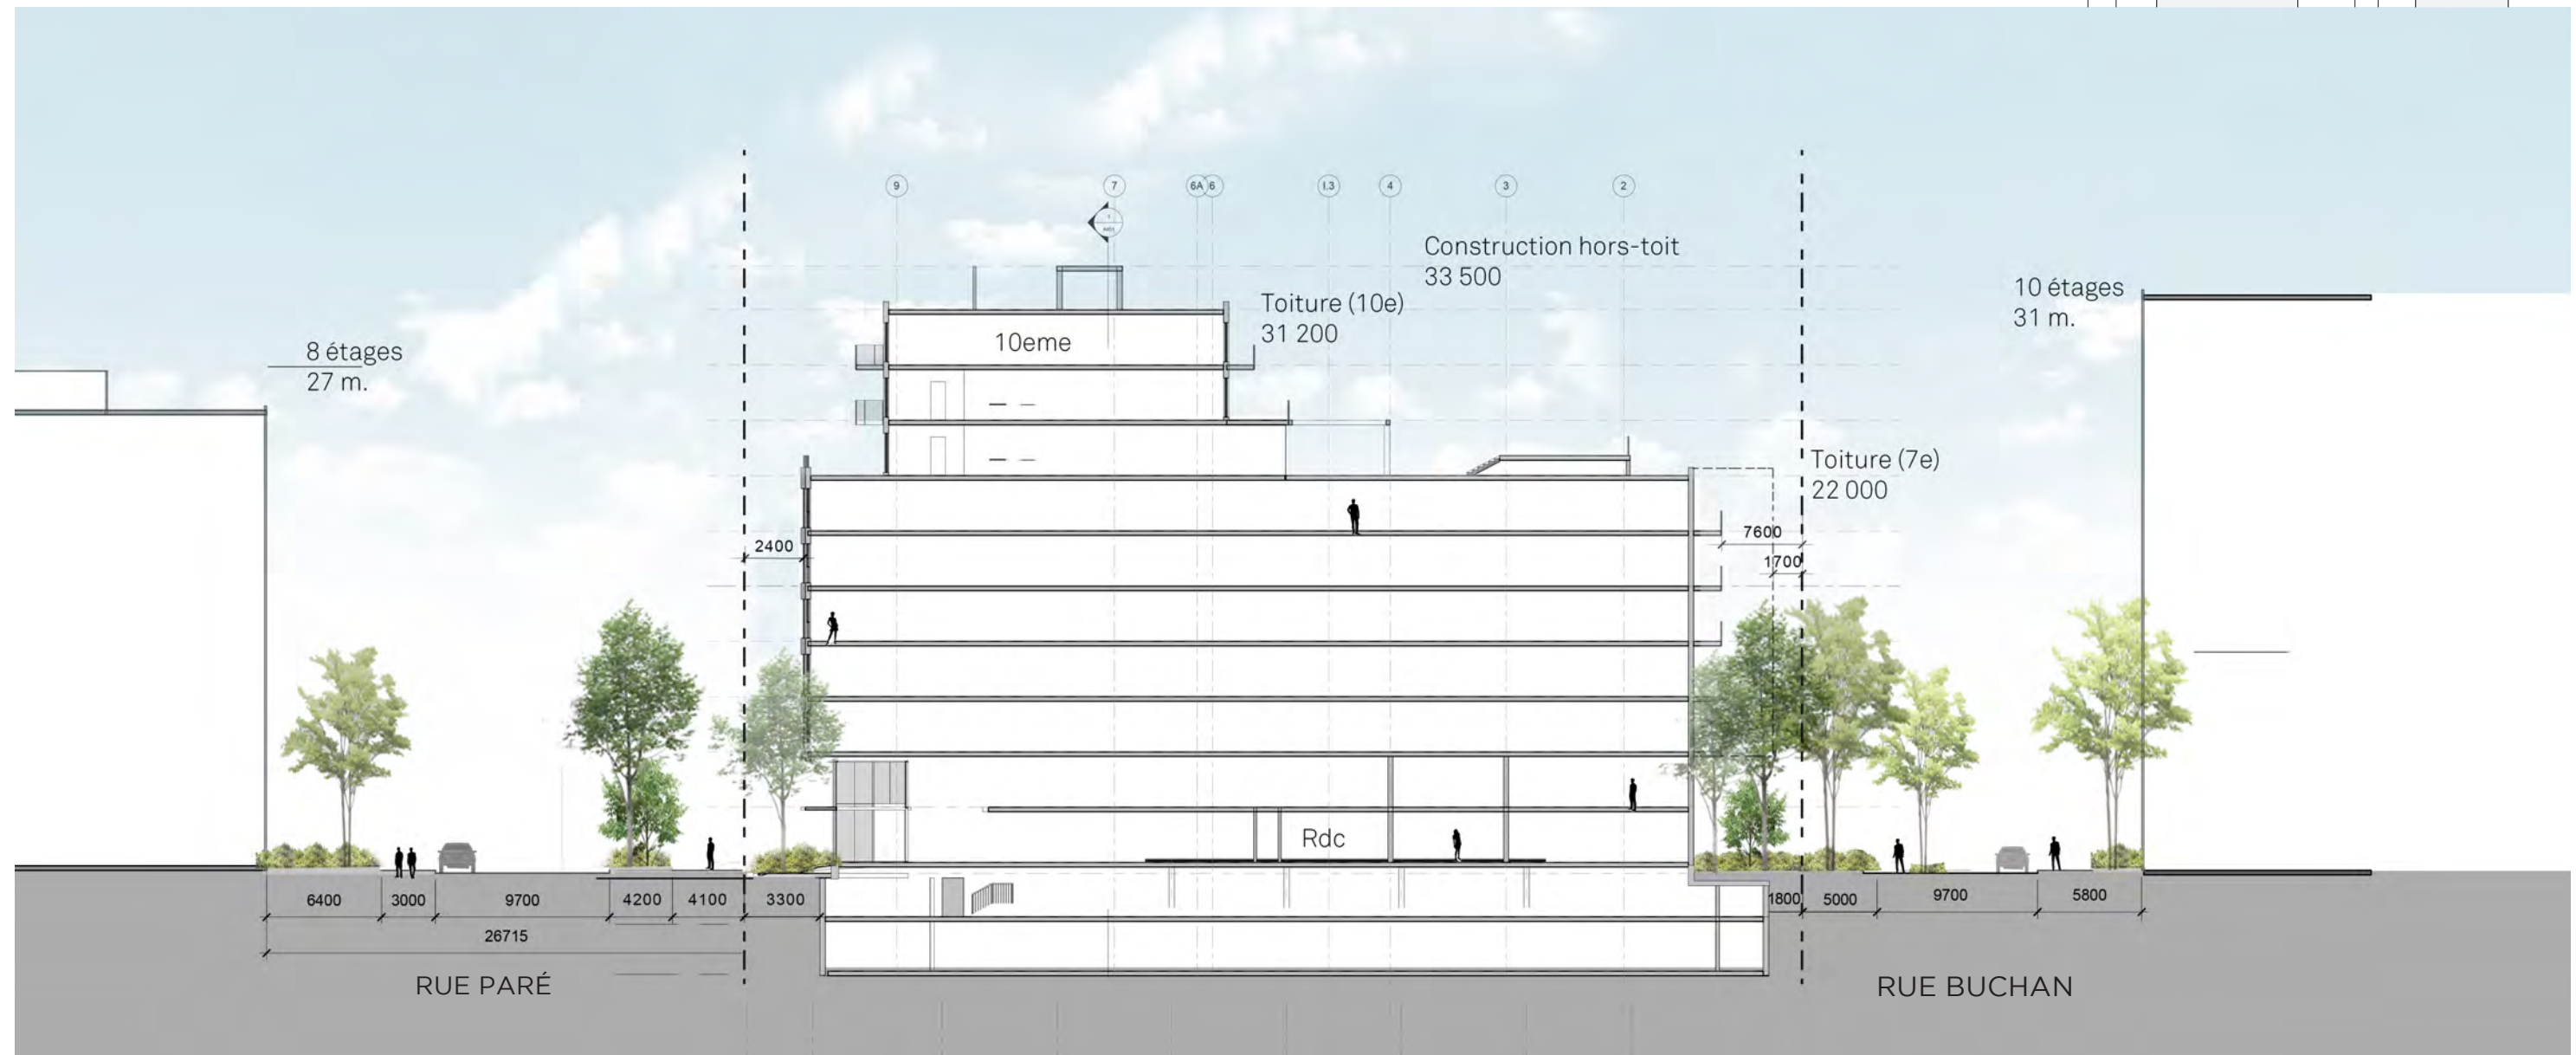 9
7
6A 6
1.3
4
3
2
Construction hors-toit
33 500
Toiture (10e)
31 200
10 étages
31 m.
10eme
8 étages
27 m.
Toiture (7e)
22 000
2400
7600
1700
Rdc
6400
3000
9700
4200
4100
3300
1800
5000
9700
5800
26715
RUE PARÉ
RUE BUCHAN